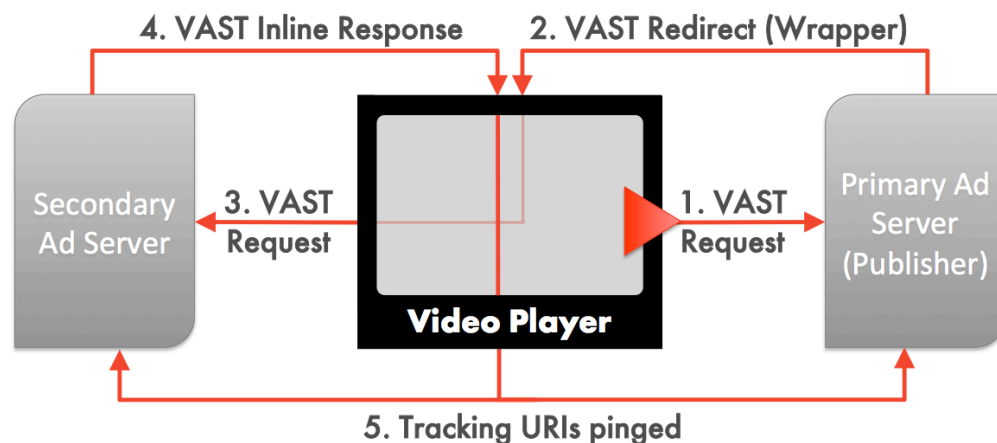 4. VAST Inline Response
2. VAST Redirect (Wrapper)
Secondary
Ad Server
3. VAST
Request
1. VAST
Request
Primary Ad
Server
(Publisher)
Video Player
5. Tracking URIs pinged